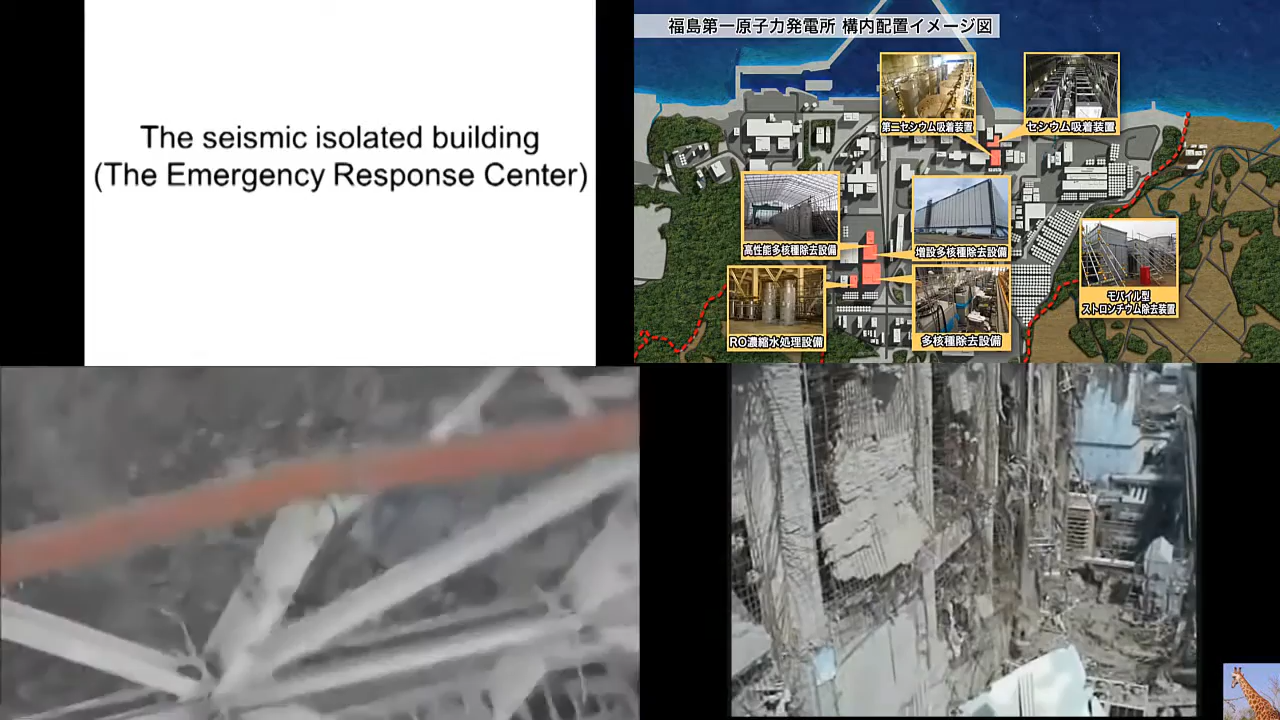 The seismic isolated building
(The Emergency Response Center)
福島第一原子力発電所 構内配置イメージ図
第二セシウム吸着装置
セシウム吸着装置
高性能多核種除去設備
増設多核種除去設備
モバイル型
ストロンチウム除去装置
RO濃縮水処理設備
多核種除去設備